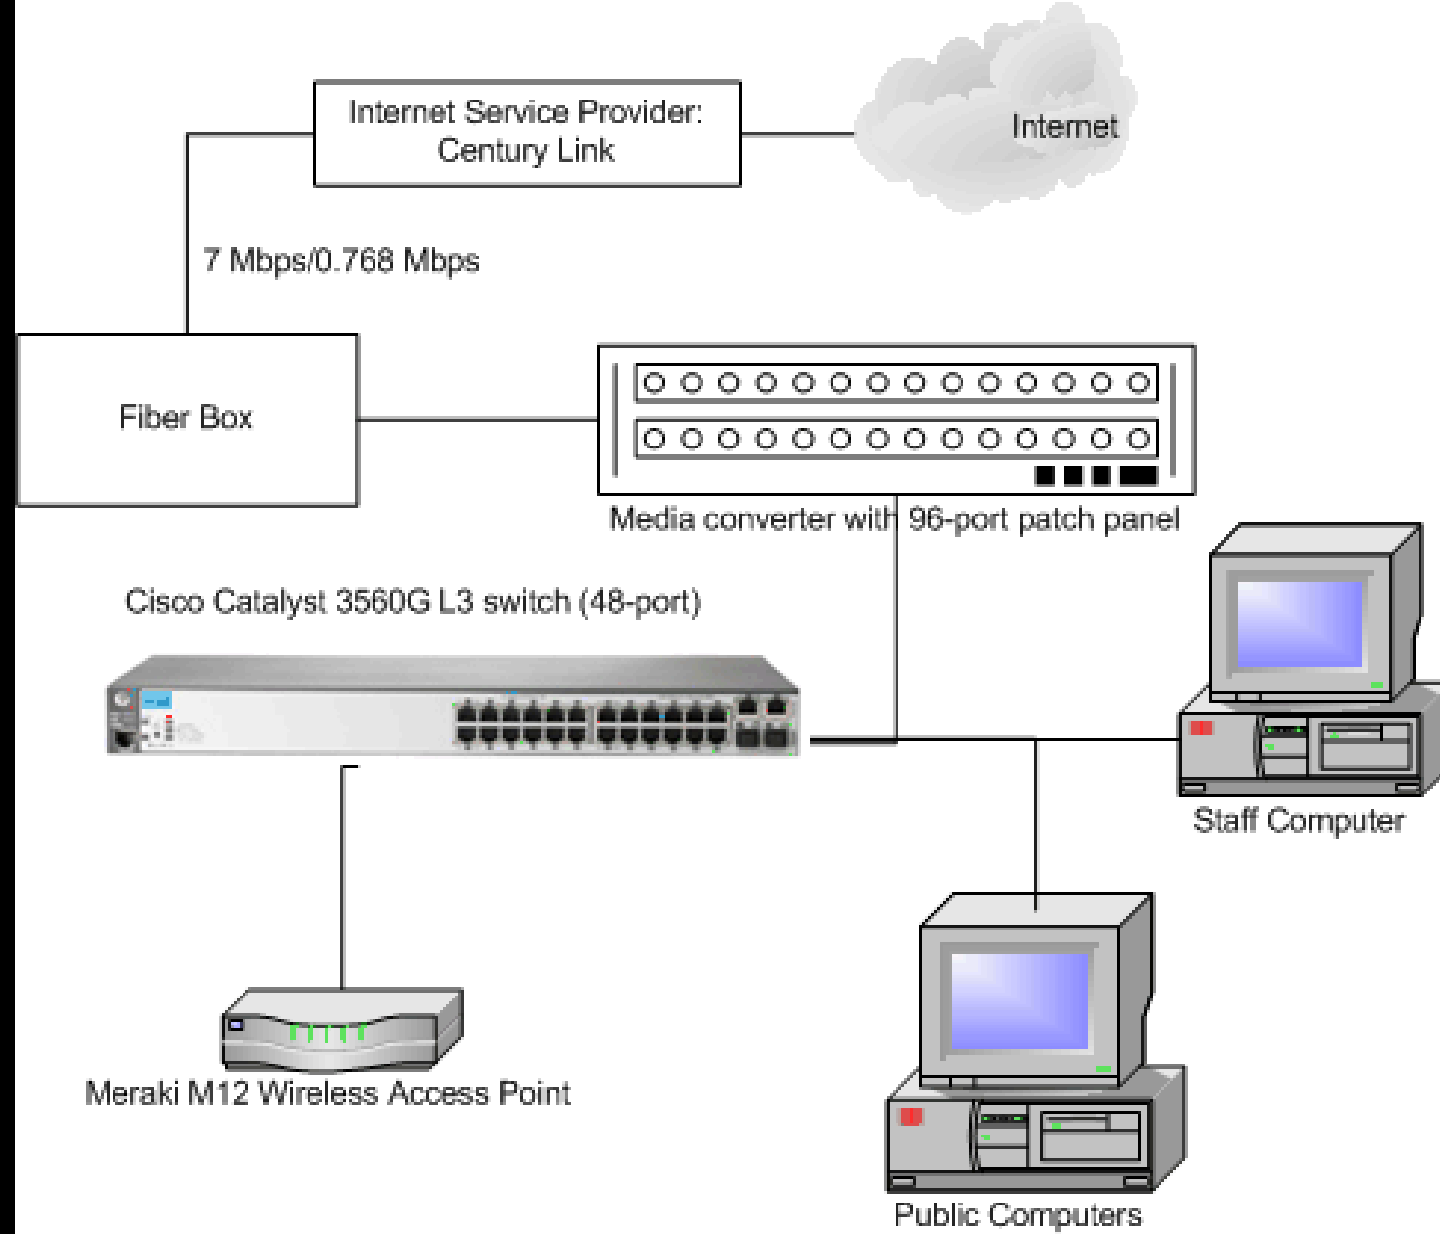 Internet Service Provider:
Century Link
Internet
7 Mbps/0.768 Mbps
Fiber Box
Media converter with 96-port patch panel
Cisco Catalyst 3560G L3 switch (48-port)
Staff Computer
Meraki M12 Wireless Access Point
Public Computers